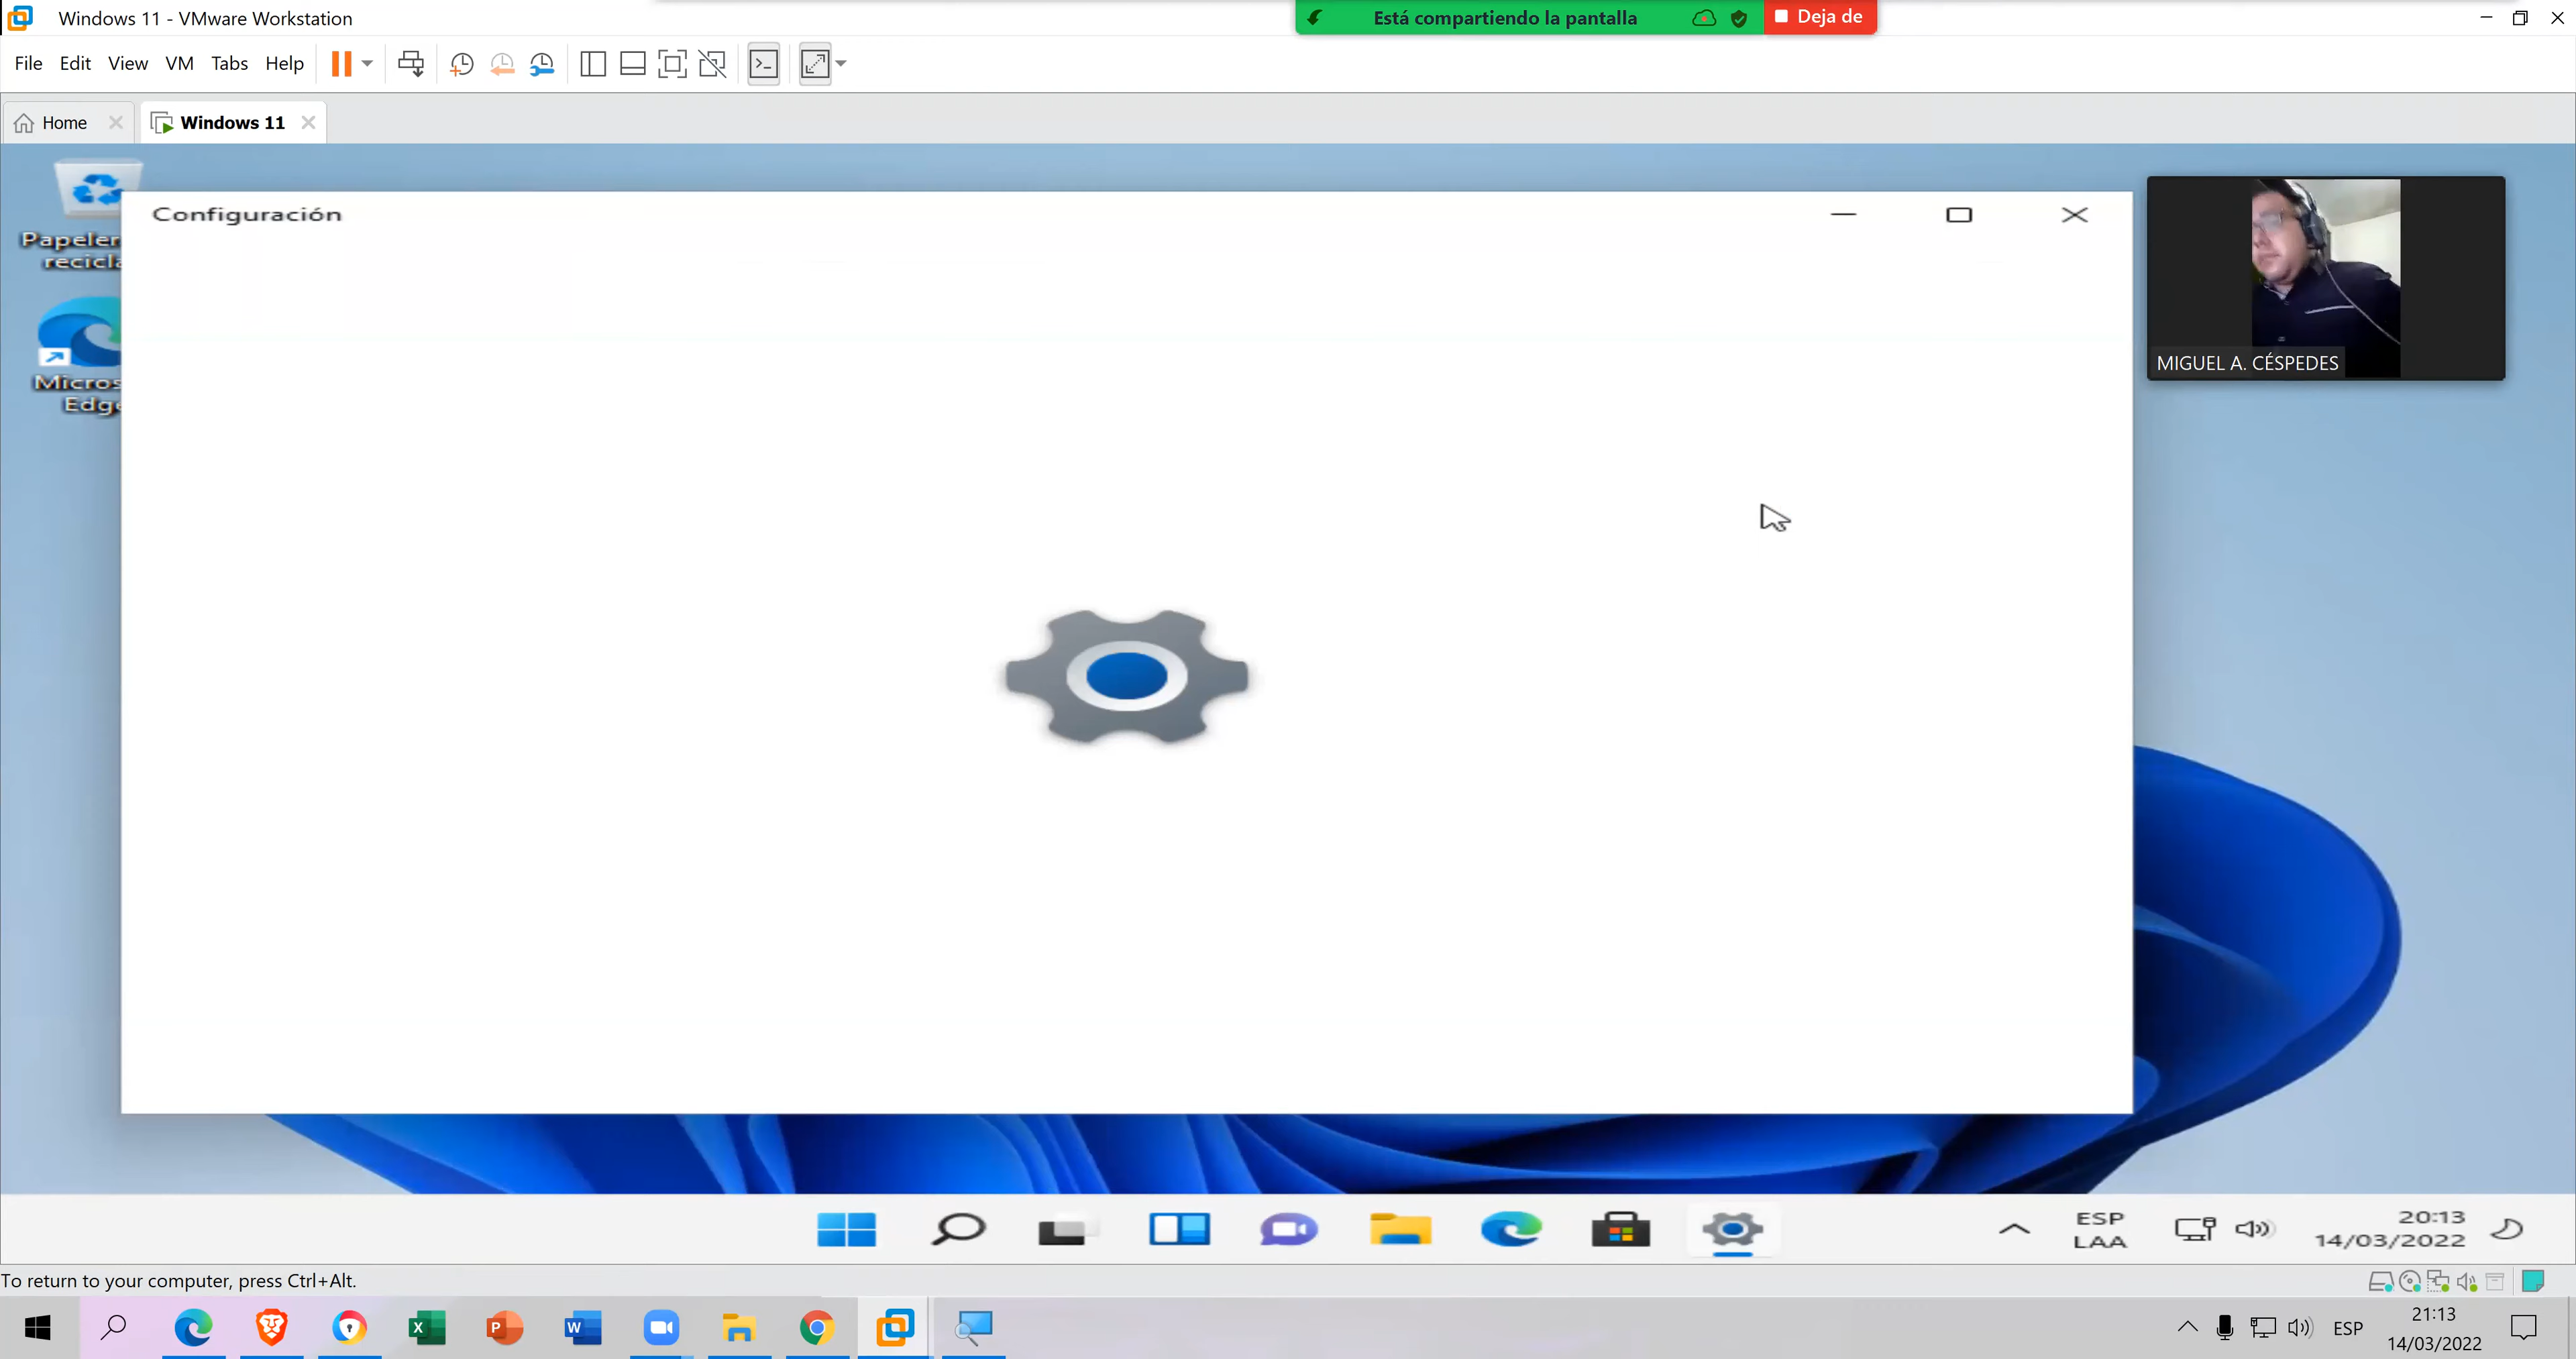 Windows 11 - VMware Workstation
Está compartiendo la pantalla
Deja de
File Edit View VM Tabs Help
Home
Windows 11
Configuración
MIGUEL A. CÉSPEDES
Papeler
recicla
Micros
Edge
ESP
LAA
20:13
14/03/2022
To return to your computer, press Ctrl+Alt.
ESP
21:13
14/03/2022